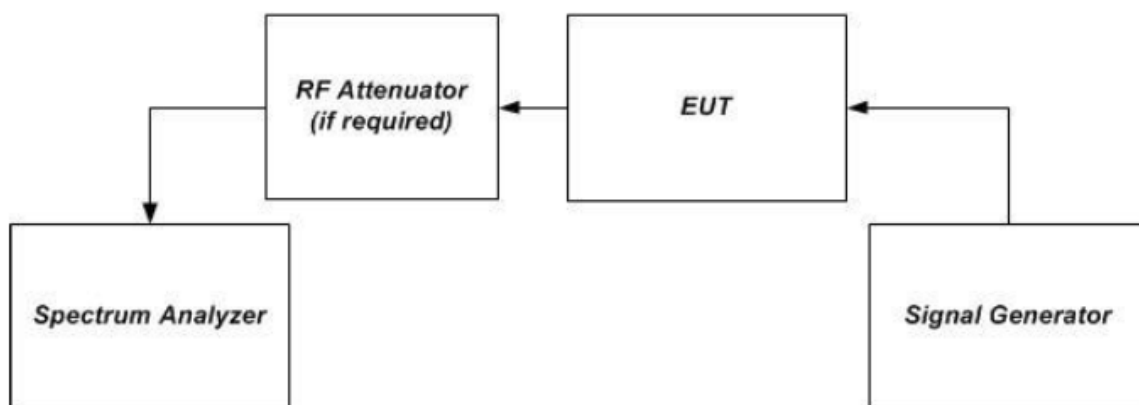 RF Attenuator
(if required)
EUT
Spectrum Analyzer
Signal Generator